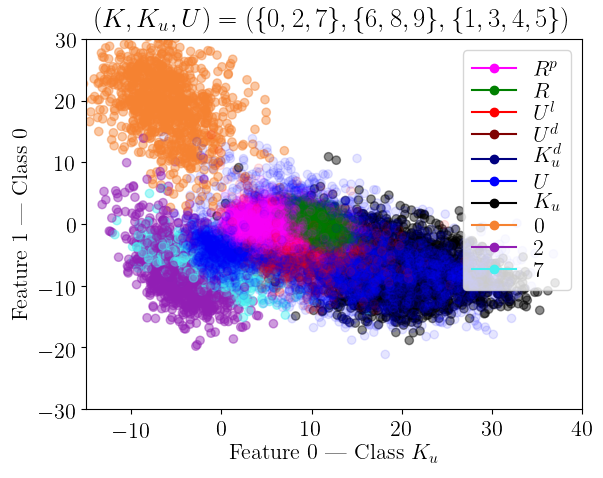 (K, K_u, U) = ({0, 2, 7}, {6, 8, 9}, {1, 3, 4, 5})
30
20
10
0
−10
−20
−30
Feature 1 — Class 0
R^p
R
U^l
U^d
K_u^d
U
K_u
0
2
7
−10 0 10 20 30 40
Feature 0 — Class K_u